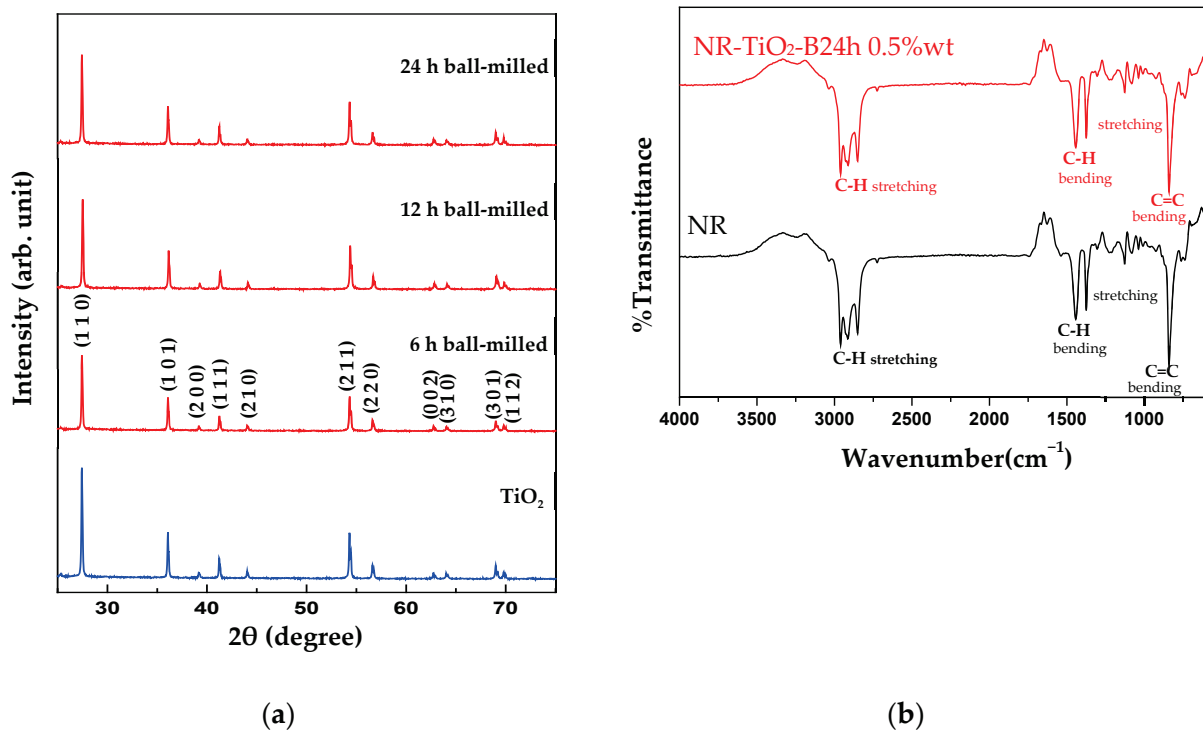 Intensity (arb. unit)
24 h ball-milled
12 h ball-milled
6 h ball-milled
(1 1 0)
(1 0 1)
(2 0 0)
(1 1 1)
(2 1 0)
(2 1 1)
(2 2 0)
(0 0 2)
(3 1 0)
(3 0 1)
(1 1 2)
TiO₂
30 40 50 60 70
2θ (degree)
(a)
%Transmittance
NR-TiO₂-B24h 0.5%wt
C-H stretching
C-H
bending
stretching
C=C
bending
NR
C-H stretching
C-H
bending
stretching
C=C
bending
4000 3500 3000 2500 2000 1500 1000
Wavenumber(cm⁻¹)
(b)